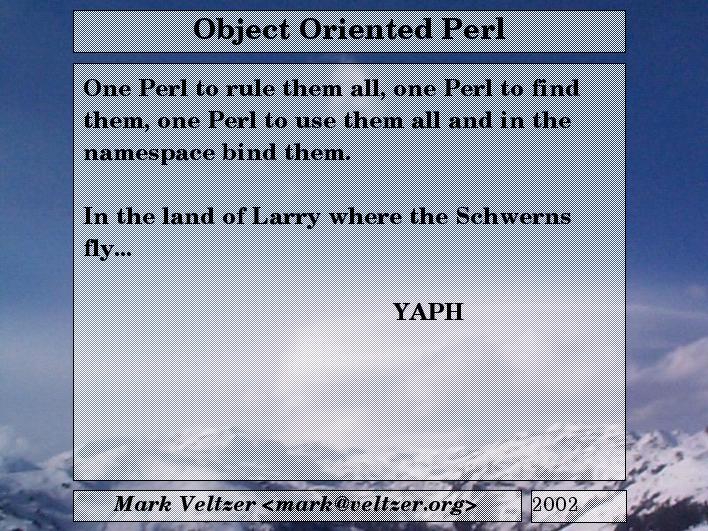 Object Oriented Perl
One Perl to rule them all, one Perl to find
them, one Perl to use them all and in the
namespace bind them.
In the land of Larry where the Schwerns
fly...
YAPH
Mark Veltzer <mark@veltzer.org>
2002